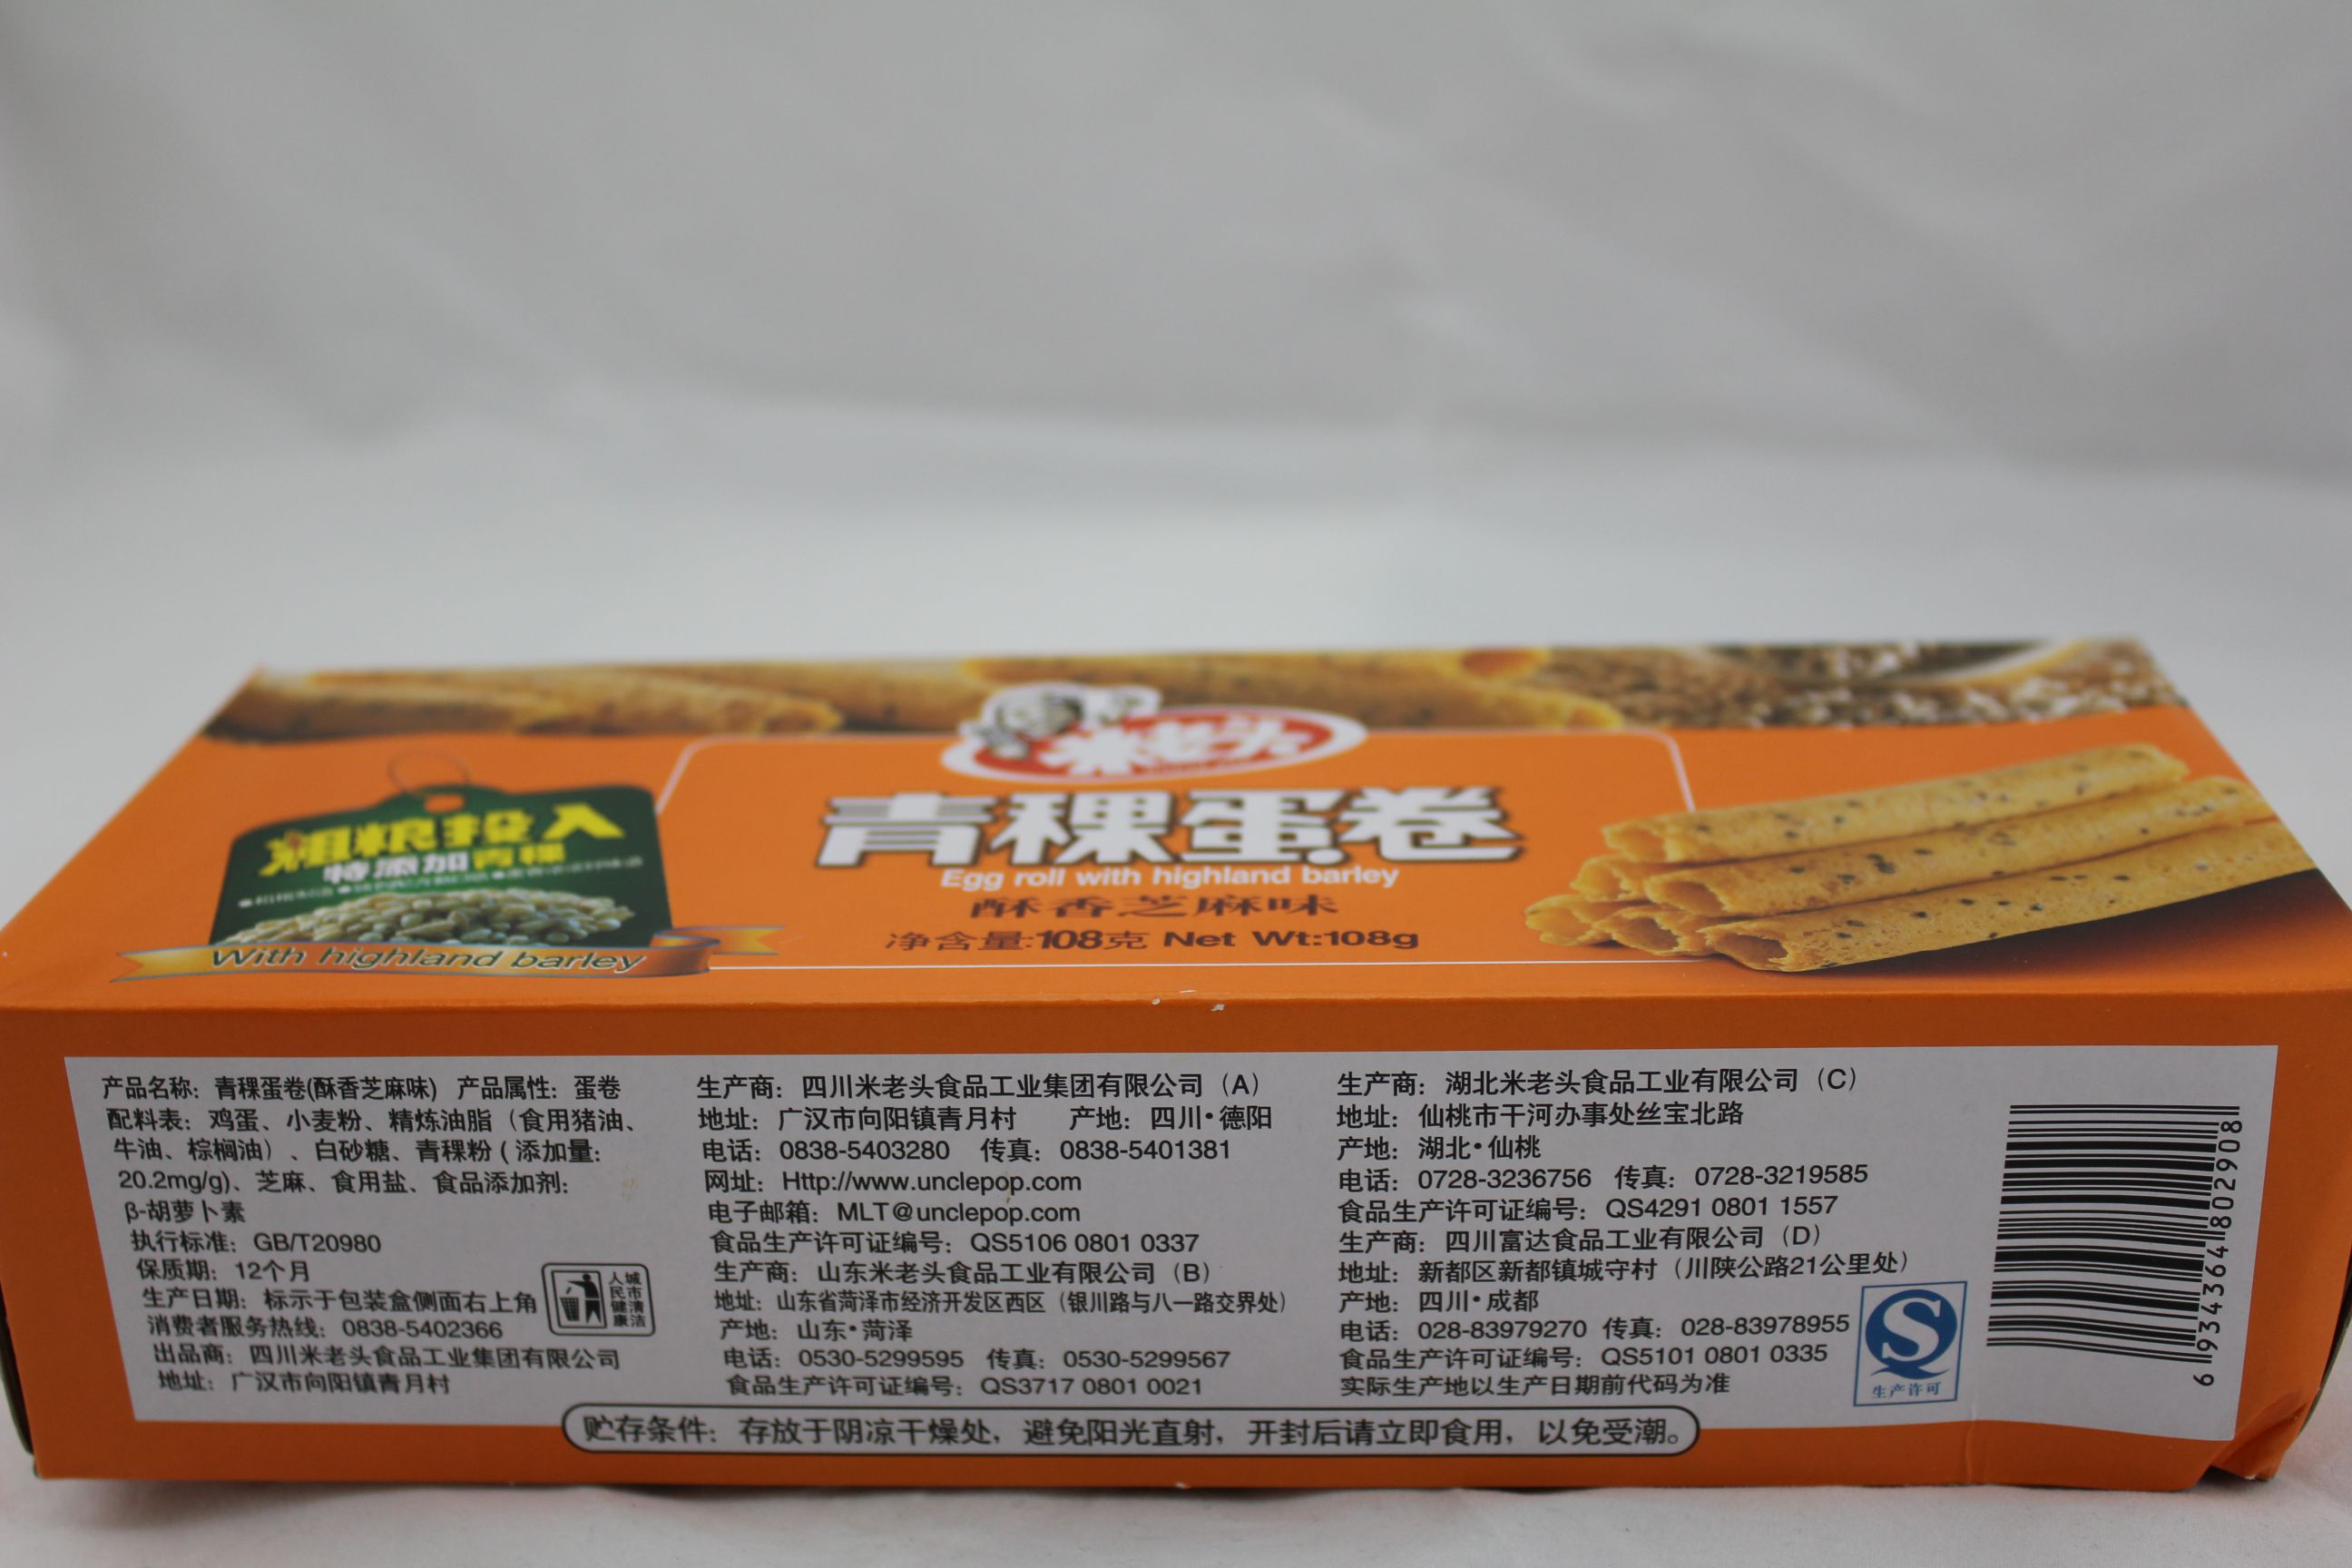 米老头
青稞蛋卷
Egg roll with highland barley
酥香芝麻味
净含量:108克 Net Wt:108g
粗粮投入
特添加青稞
With highland barley
产品名称：青稞蛋卷(酥香芝麻味) 产品属性：蛋卷
配料表：鸡蛋、小麦粉、精炼油脂（食用猪油、
牛油、棕榈油）、白砂糖、青稞粉（添加量：
20.2mg/g)、芝麻、食用盐、食品添加剂：
β-胡萝卜素
执行标准：GB/T20980
保质期：12个月
生产日期：标示于包装盒侧面右上角
消费者服务热线：0838-5402366
出品商：四川米老头食品工业集团有限公司
地址：广汉市向阳镇青月村
城市清洁
人民健康
生产商：四川米老头食品工业集团有限公司（A）
地址：广汉市向阳镇青月村 产地：四川·德阳
电话：0838-5403280 传真：0838-5401381
网址：Http://www.unclepop.com
电子邮箱：MLT@unclepop.com
食品生产许可证编号：QS5106 0801 0337
生产商：山东米老头食品工业有限公司（B）
地址：山东省菏泽市经济开发区西区（银川路与八一路交界处）
产地：山东·菏泽
电话：0530-5299595 传真：0530-5299567
食品生产许可证编号：QS3717 0801 0021
生产商：湖北米老头食品工业有限公司（C）
地址：仙桃市干河办事处丝宝北路
产地：湖北·仙桃
电话：0728-3236756 传真：0728-3219585
食品生产许可证编号：QS4291 0801 1557
生产商：四川富达食品工业有限公司（D）
地址：新都区新都镇城守村（川陕公路21公里处）
产地：四川·成都
电话：028-83979270 传真：028-83978955
食品生产许可证编号：QS5101 0801 0335
实际生产地以生产日期前代码为准
生产许可
6934364802908
贮存条件：存放于阴凉干燥处，避免阳光直射，开封后请立即食用，以免受潮。